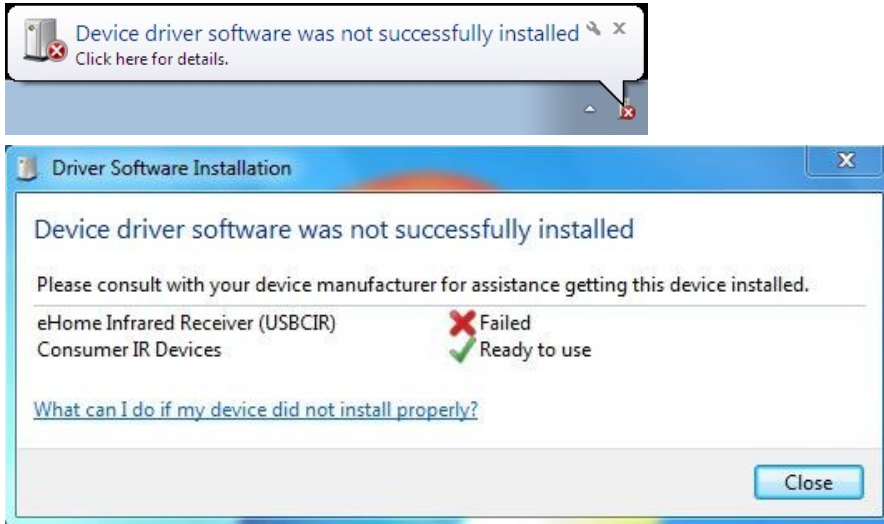 Device driver software was not successfully installed
Click here for details.
Driver Software Installation
Device driver software was not successfully installed
Please consult with your device manufacturer for assistance getting this device installed.
eHome Infrared Receiver (USBCIR) Failed
Consumer IR Devices Ready to use
What can I do if my device did not install properly?
Close